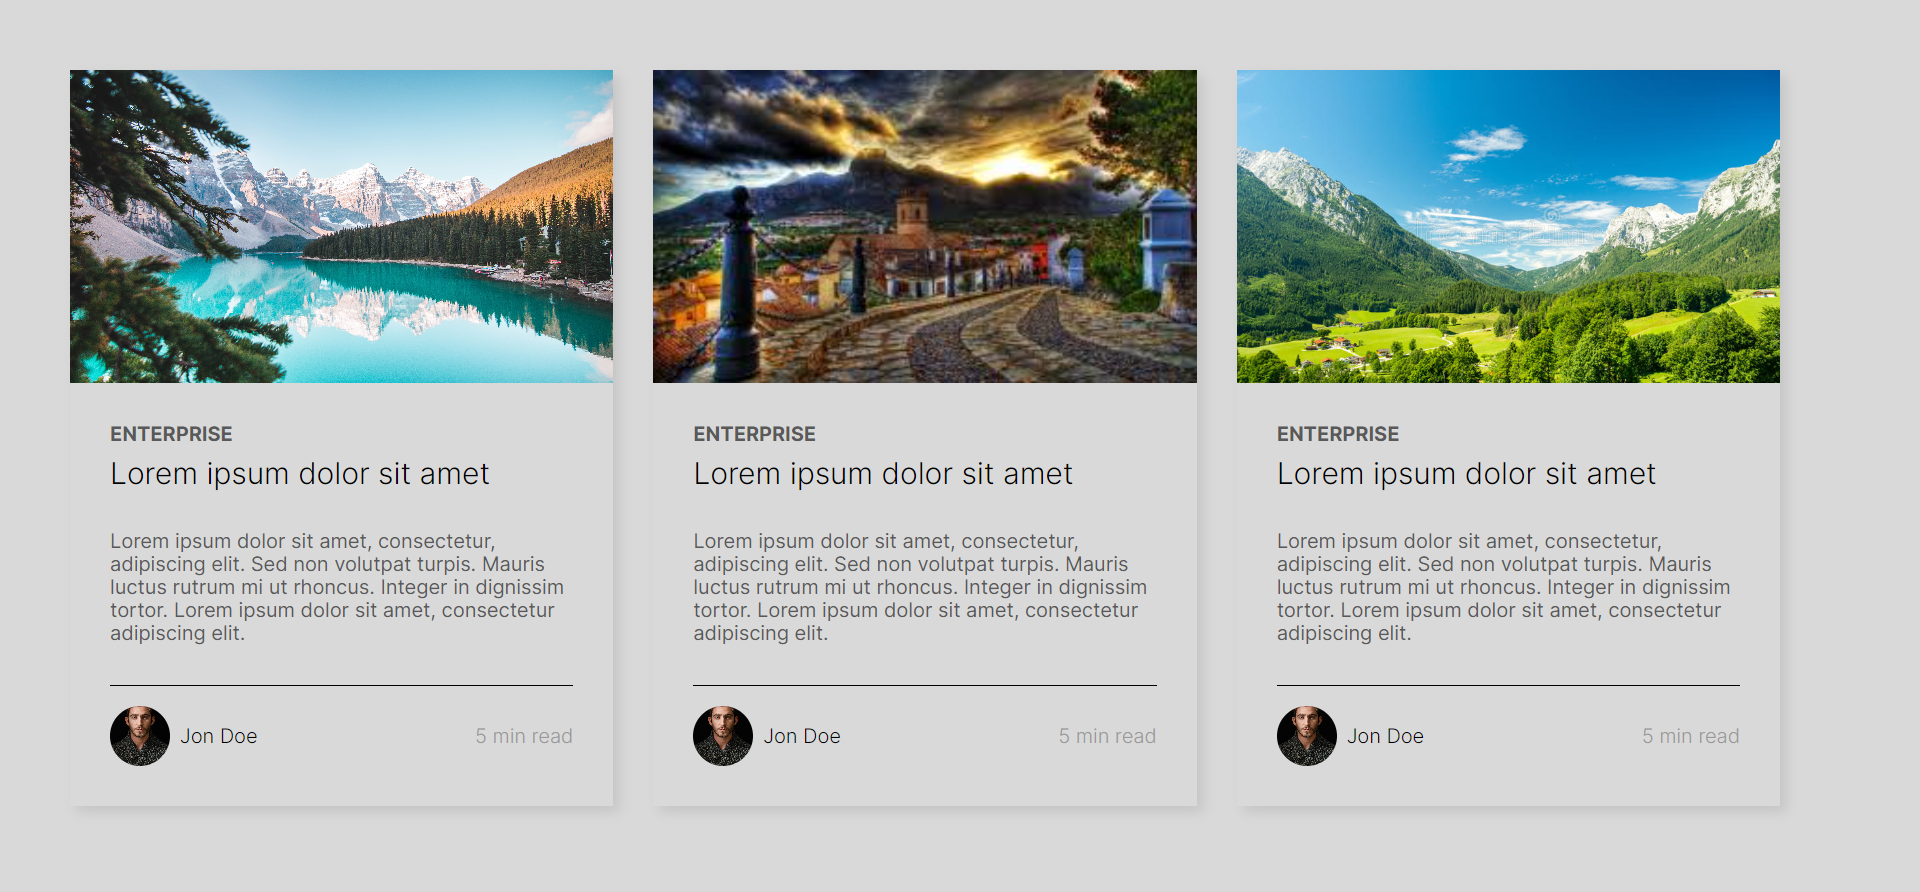 ENTERPRISE
Lorem ipsum dolor sit amet
Lorem ipsum dolor sit amet, consectetur,
adipiscing elit. Sed non volutpat turpis. Mauris
luctus rutrum mi ut rhoncus. Integer in dignissim
tortor. Lorem ipsum dolor sit amet, consectetur
adipiscing elit.
Jon Doe
5 min read
ENTERPRISE
Lorem ipsum dolor sit amet
Lorem ipsum dolor sit amet, consectetur,
adipiscing elit. Sed non volutpat turpis. Mauris
luctus rutrum mi ut rhoncus. Integer in dignissim
tortor. Lorem ipsum dolor sit amet, consectetur
adipiscing elit.
Jon Doe
5 min read
ENTERPRISE
Lorem ipsum dolor sit amet
Lorem ipsum dolor sit amet, consectetur,
adipiscing elit. Sed non volutpat turpis. Mauris
luctus rutrum mi ut rhoncus. Integer in dignissim
tortor. Lorem ipsum dolor sit amet, consectetur
adipiscing elit.
Jon Doe
5 min read